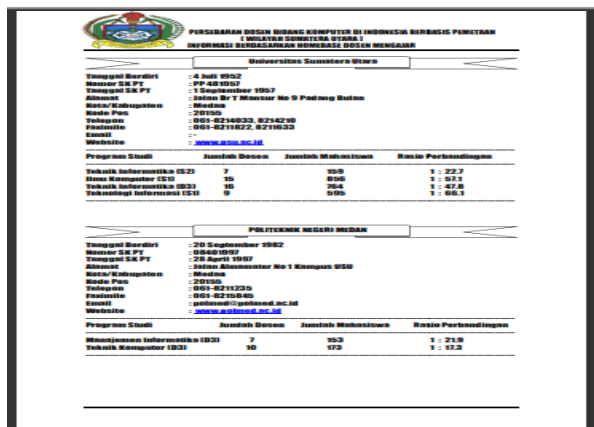 PERSEBARAN DOSEN BIDANG KOMPUTER DI INDONESIA BERBASIS PEMETAAN
( WILAYAH SUMATERA UTARA )
INFORMASI BERDASARKAN HOMEBASE DOSEN MENGAJAR
Universitas Sumatera Utara
Tanggal Berdiri : 4 Juli 1952
Nomor SK PT : PP 48 1957
Tanggal SK PT : 1 September 1957
Alamat : Jalan Dr T Mansur No 9 Padang Bulan
Kota/Kabupaten : Medan
Kode Pos : 20155
Telepon : 061-8214033, 8214210
Faximile : 061-8211822, 8211633
Email : -
Website : www.usu.ac.id
Program Studi Jumlah Dosen Jumlah Mahasiswa Rasio Perbandingan
Teknik Informatika (S2) 7 159 1 : 22.7
Ilmu Komputer (S1) 15 856 1 : 57.1
Teknik Informatika (D3) 16 764 1 : 47.8
Teknologi Informasi (S1) 9 595 1 : 66.1
POLITEKNIK NEGERI MEDAN
Tanggal Berdiri : 20 September 1982
Nomor SK PT : 084O1997
Tanggal SK PT : 28 April 1997
Alamat : Jalan Almamater No 1 Kampus USU
Kota/Kabupaten : Medan
Kode Pos : 20155
Telepon : 061-8211235
Faximile : 061-8215845
Email : polmed@polmed.ac.id
Website : www.polmed.ac.id
Program Studi Jumlah Dosen Jumlah Mahasiswa Rasio Perbandingan
Manajemen Informatika (D3) 7 153 1 : 21.9
Teknik Komputer (D3) 10 173 1 : 17.3